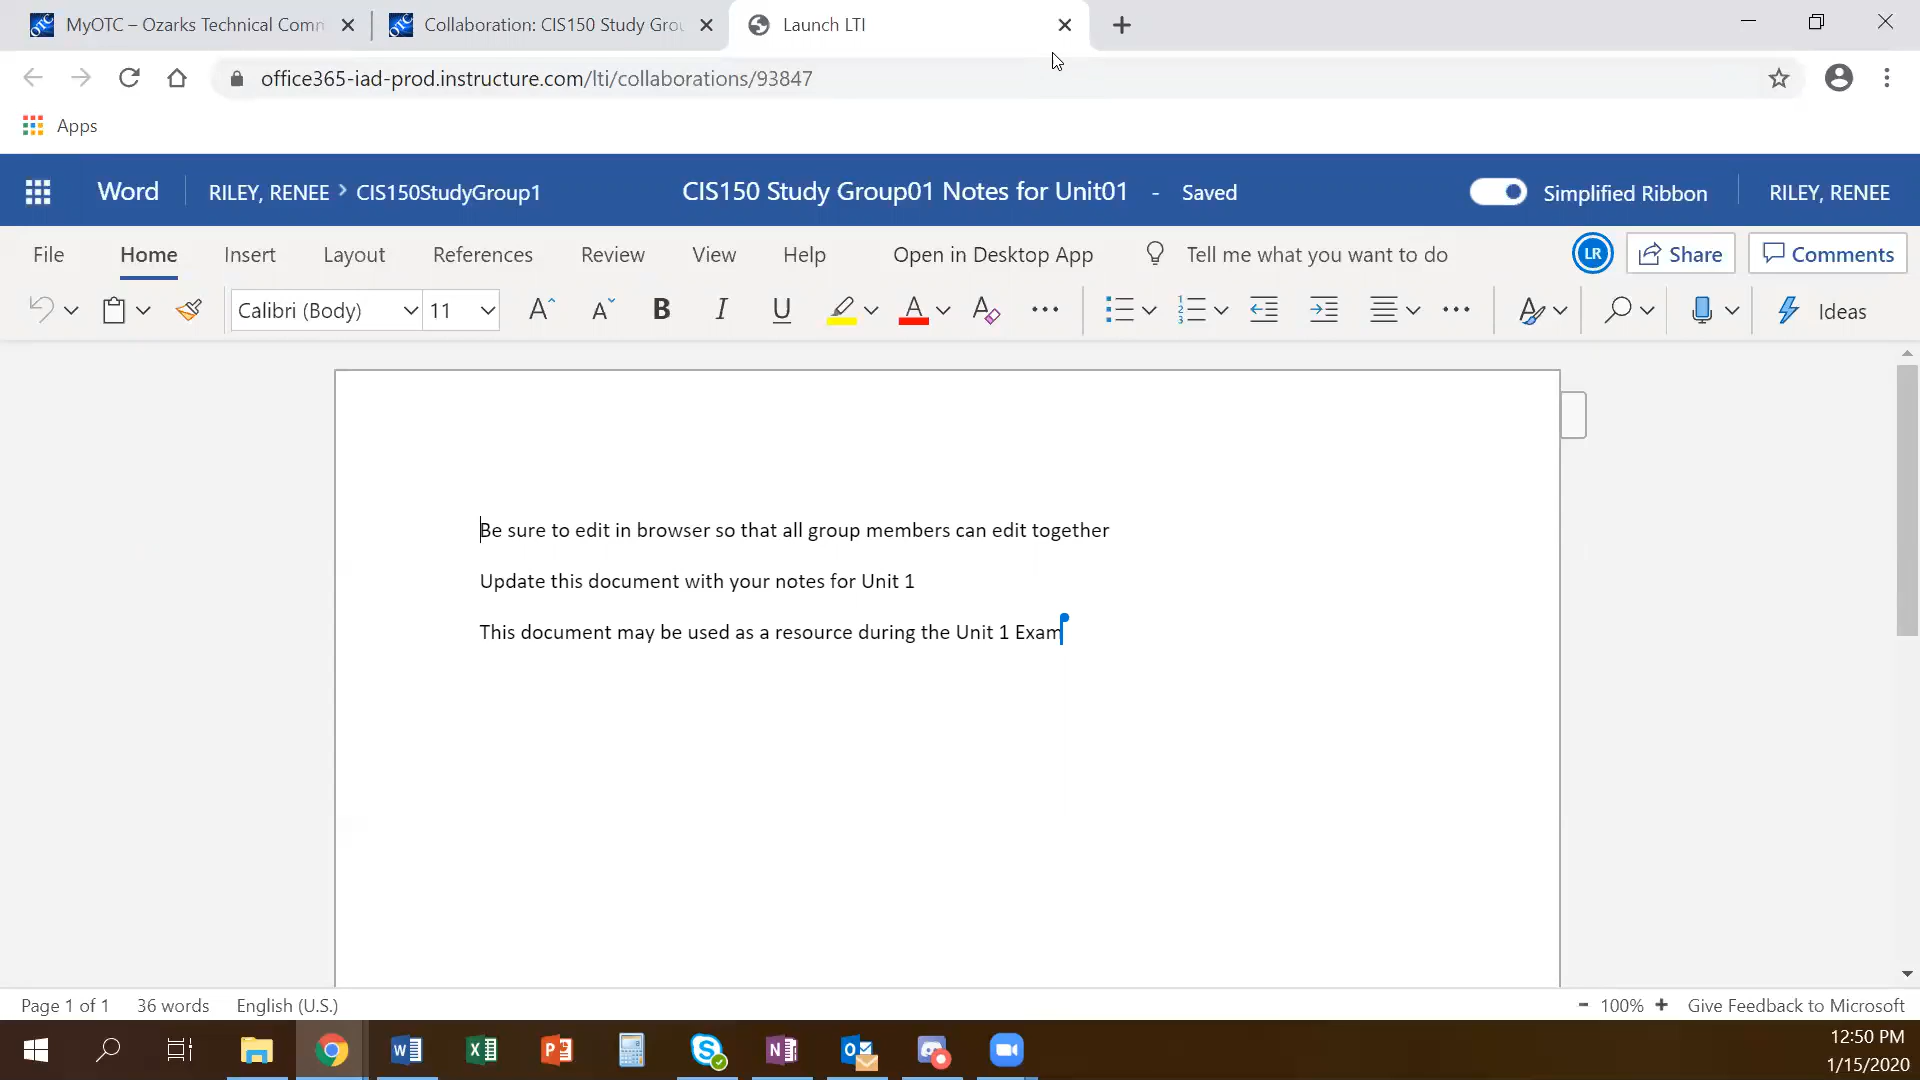 MyOTC – Ozarks Technical Comm
Collaboration: CIS150 Study Grou
Launch LTI
office365-iad-prod.instructure.com/lti/collaborations/93847
Apps
Word RILEY, RENEE > CIS150StudyGroup1 CIS150 Study Group01 Notes for Unit01 - Saved Simplified Ribbon RILEY, RENEE
File Home Insert Layout References Review View Help Open in Desktop App Tell me what you want to do LR Share Comments
Calibri (Body) 11 A A B I U A A Ideas
Be sure to edit in browser so that all group members can edit together
Update this document with your notes for Unit 1
This document may be used as a resource during the Unit 1 Exam
Page 1 of 1 36 words English (U.S.) - 100% + Give Feedback to Microsoft
12:50 PM
1/15/2020